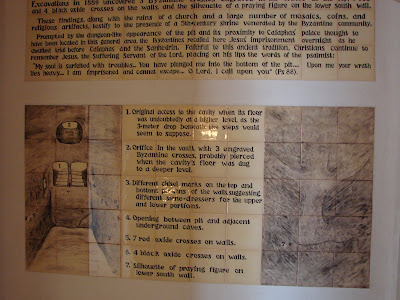 Excavations in 1889 uncovered a Byzantine
and 4 black oxide crosses on the walls, and the silhouette of a praying figure on the lower south wall.
These findings, along with the ruins of a church and a large number of mosaics, coins, and
religious artifacts, testify to the presence of a 5th century shrine venerated by the Byzantine community.
Prompted by the dungeon-like appearance of the pit and its proximity to Caiaphas' palace thought to
have been located in this general area, the Byzantines recalled here Jesus' imprisonment overnight as he
awaited trial before Caiaphas and the Sanhedrin. Faithful to this ancient tradition, Christians continue to
remember Jesus, the Suffering Servant of the Lord, placing on his lips the words of the psalmist:
"My soul is surfeited with troubles... You have plunged me into the bottom of the pit.... Upon me your wrath
lies heavy... I am imprisoned and cannot escape... O Lord, I call upon you" (Ps 88).
1. Original access to the cavity when its floor
was undoubtedly at a higher level, as the
3-meter drop beneath the steps would
seem to suppose.
2. Orifice in the vault with 3 engraved
Byzantine crosses, probably pierced
when the cavity's floor was dug
to a deeper level.
3. Different chisel marks on the top and
bottom portions of the walls, suggesting
different stone-dressers for the upper
and lower portions.
4. Opening between pit and adjacent
underground caves.
5. 7 red oxide crosses on walls.
6. 4 black oxide crosses on walls.
7. Silhouette of praying figure on
lower south wall.
7